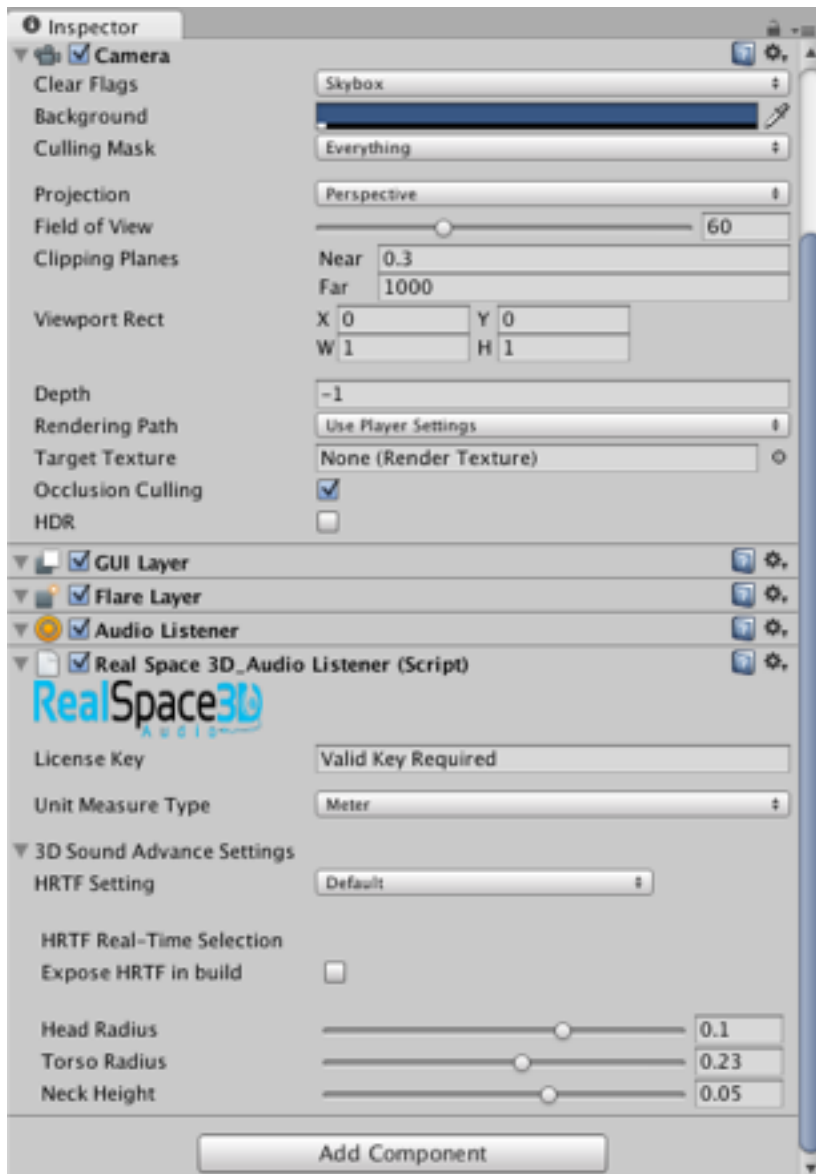 Inspector
Camera
Clear Flags Skybox
Background
Culling Mask Everything
Projection Perspective
Field of View 60
Clipping Planes Near 0.3
Far 1000
Viewport Rect X 0 Y 0
W 1 H 1
Depth -1
Rendering Path Use Player Settings
Target Texture None (Render Texture)
Occlusion Culling
HDR
GUI Layer
Flare Layer
Audio Listener
Real Space 3D_Audio Listener (Script)
RealSpace3D
Audio
License Key Valid Key Required
Unit Measure Type Meter
3D Sound Advance Settings
HRTF Setting Default
HRTF Real-Time Selection
Expose HRTF in build
Head Radius 0.1
Torso Radius 0.23
Neck Height 0.05
Add Component